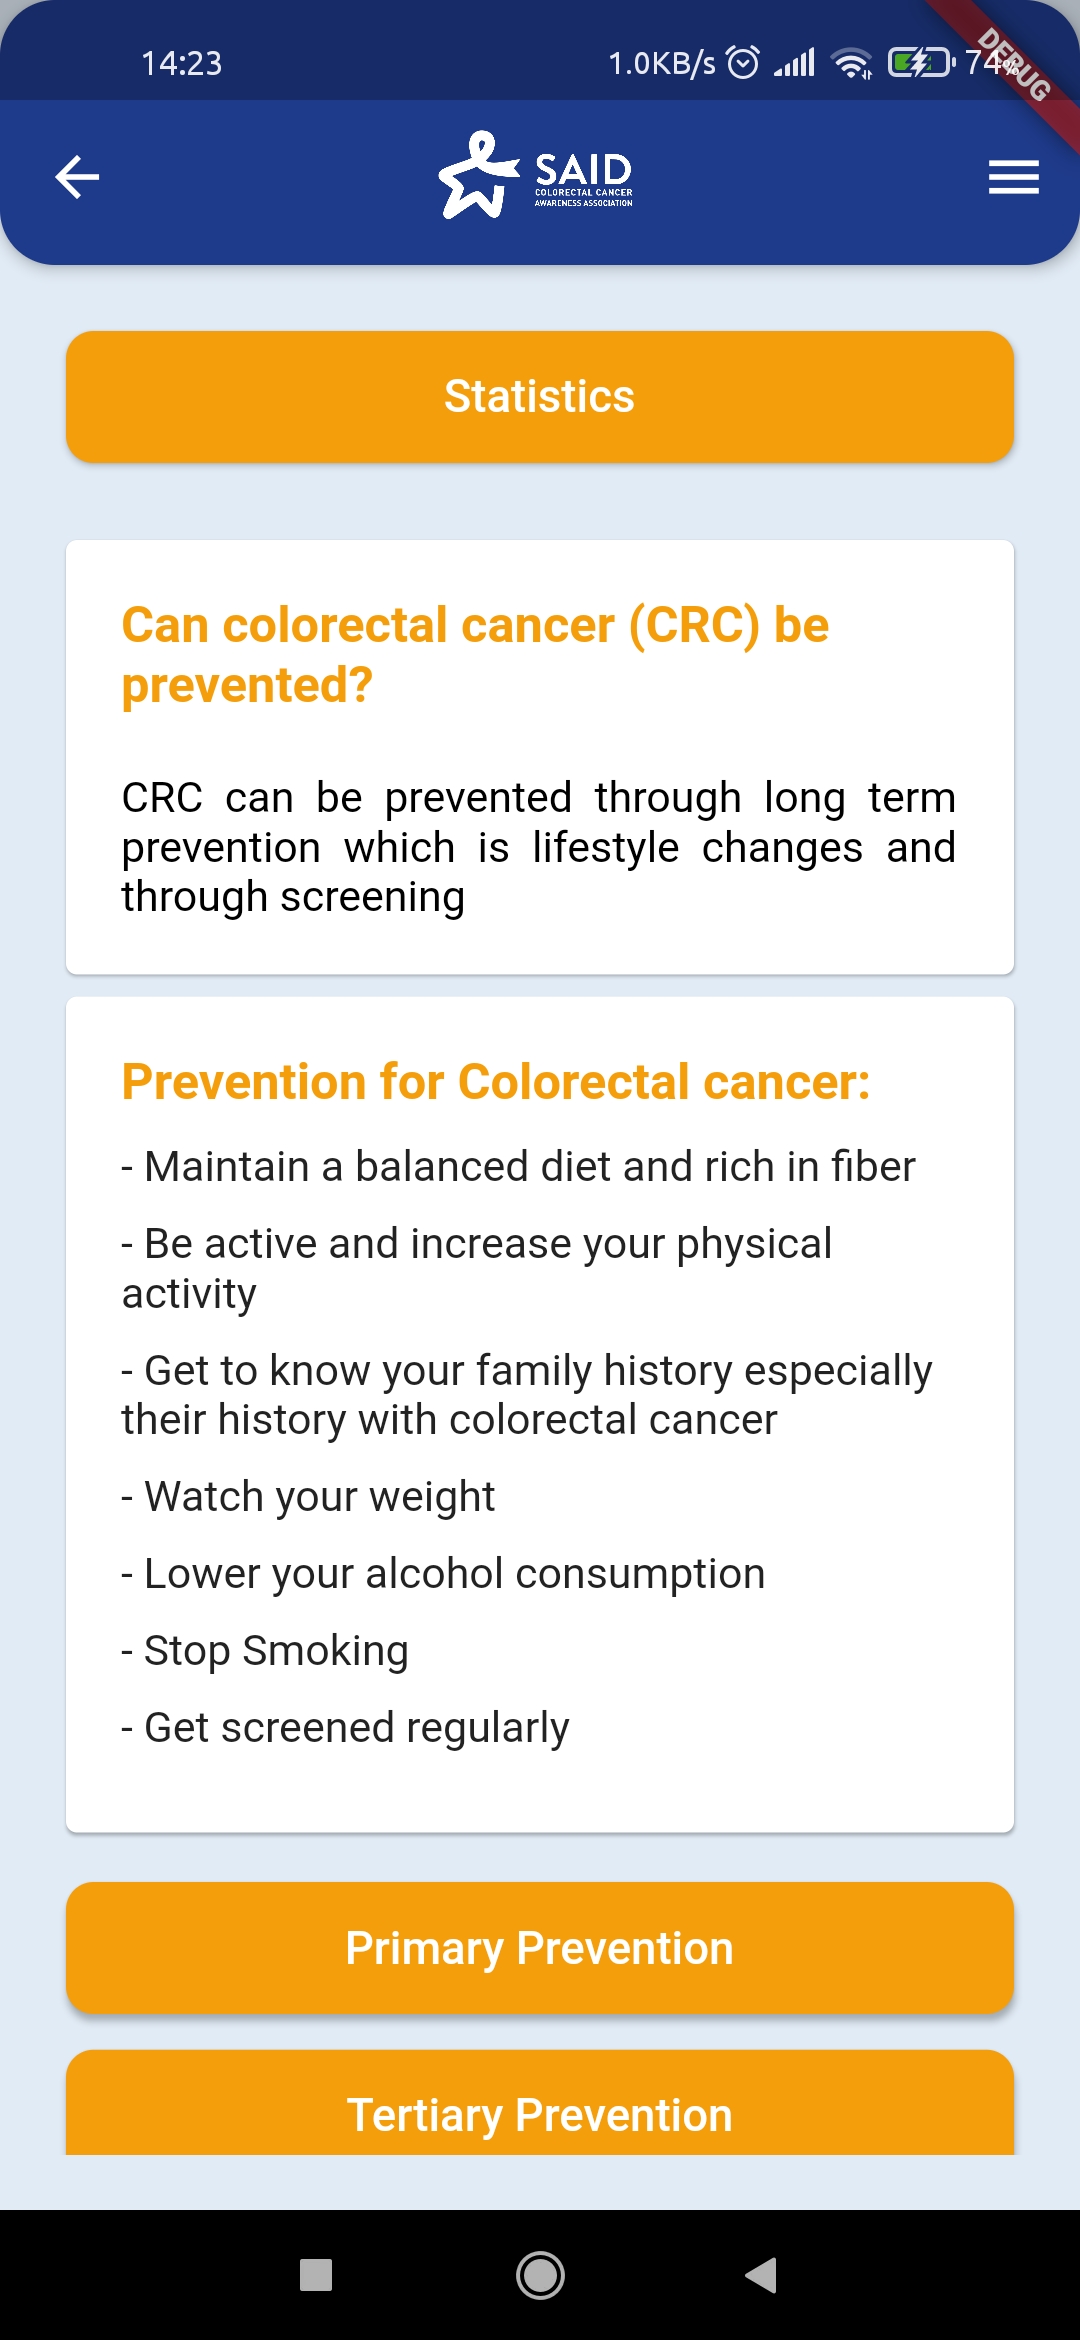 14:23
1.0KB/s
74%
DEBUG
SAID
COLORECTAL CANCER
AWARENESS ASSOCIATION
Statistics
Can colorectal cancer (CRC) be
prevented?
CRC can be prevented through long term
prevention which is lifestyle changes and
through screening
Prevention for Colorectal cancer:
- Maintain a balanced diet and rich in fiber
- Be active and increase your physical
activity
- Get to know your family history especially
their history with colorectal cancer
- Watch your weight
- Lower your alcohol consumption
- Stop Smoking
- Get screened regularly
Primary Prevention
Tertiary Prevention